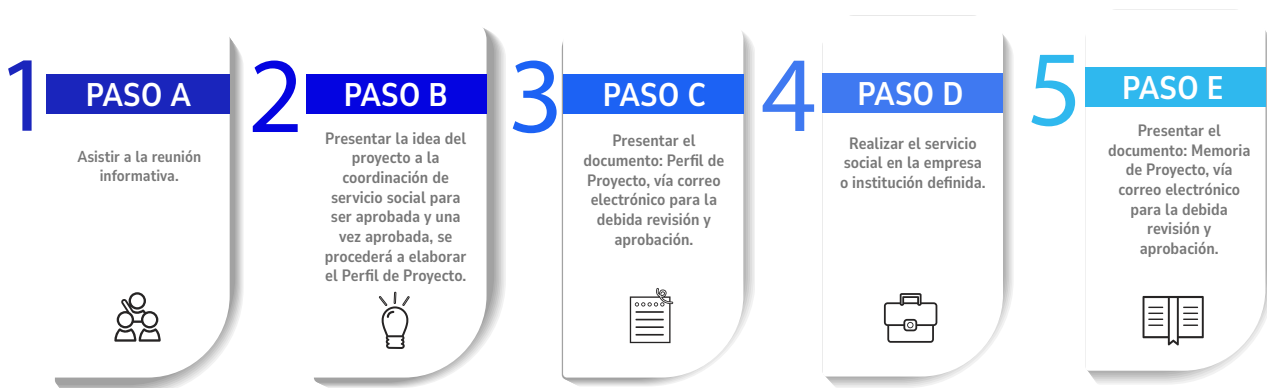 1
PASO A
Asistir a la reunión
informativa.
2
PASO B
Presentar la idea del
proyecto a la
coordinación de
servicio social para
ser aprobada y una
vez aprobada, se
procederá a elaborar
el Perfil de Proyecto.
3
PASO C
Presentar el
documento: Perfil de
Proyecto, vía correo
electrónico para la
debida revisión y
aprobación.
4
PASO D
Realizar el servicio
social en la empresa
o institución definida.
5
PASO E
Presentar el
documento: Memoria
de Proyecto, vía
correo electrónico
para la debida
revisión y
aprobación.